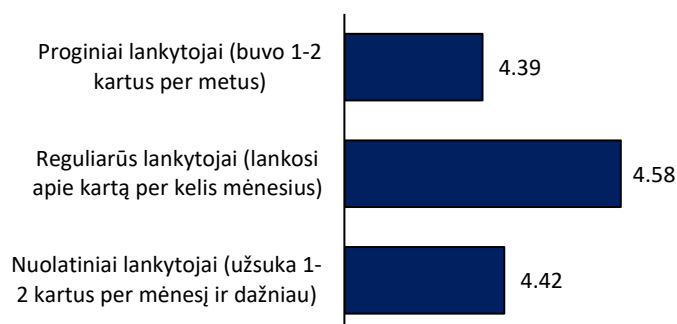 Proginiai lankytojai (buvo 1-2
kartus per metus)
4.39
Reguliarūs lankytojai (lankosi
apie kartą per kelis mėnesius)
4.58
Nuolatiniai lankytojai (užsuka 1-
2 kartus per mėnesį ir dažniau)
4.42